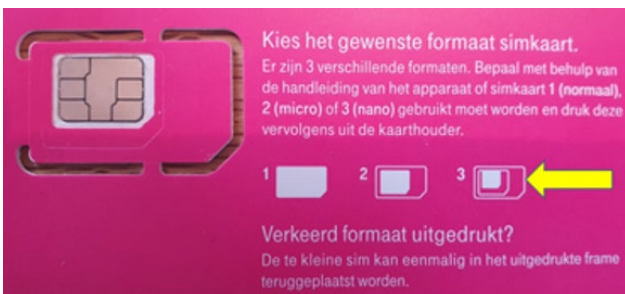 Kies het gewenste formaat simkaart.
Er zijn 3 verschillende formaten. Bepaal met behulp van
de handleiding van het apparaat of simkaart 1 (normaal),
2 (micro) of 3 (nano) gebruikt moet worden en druk deze
vervolgens uit de kaarthouder.
1 2 3
Verkeerd formaat uitgedrukt?
De te kleine sim kan eenmalig in het uitgedrukte frame
teruggeplaatst worden.